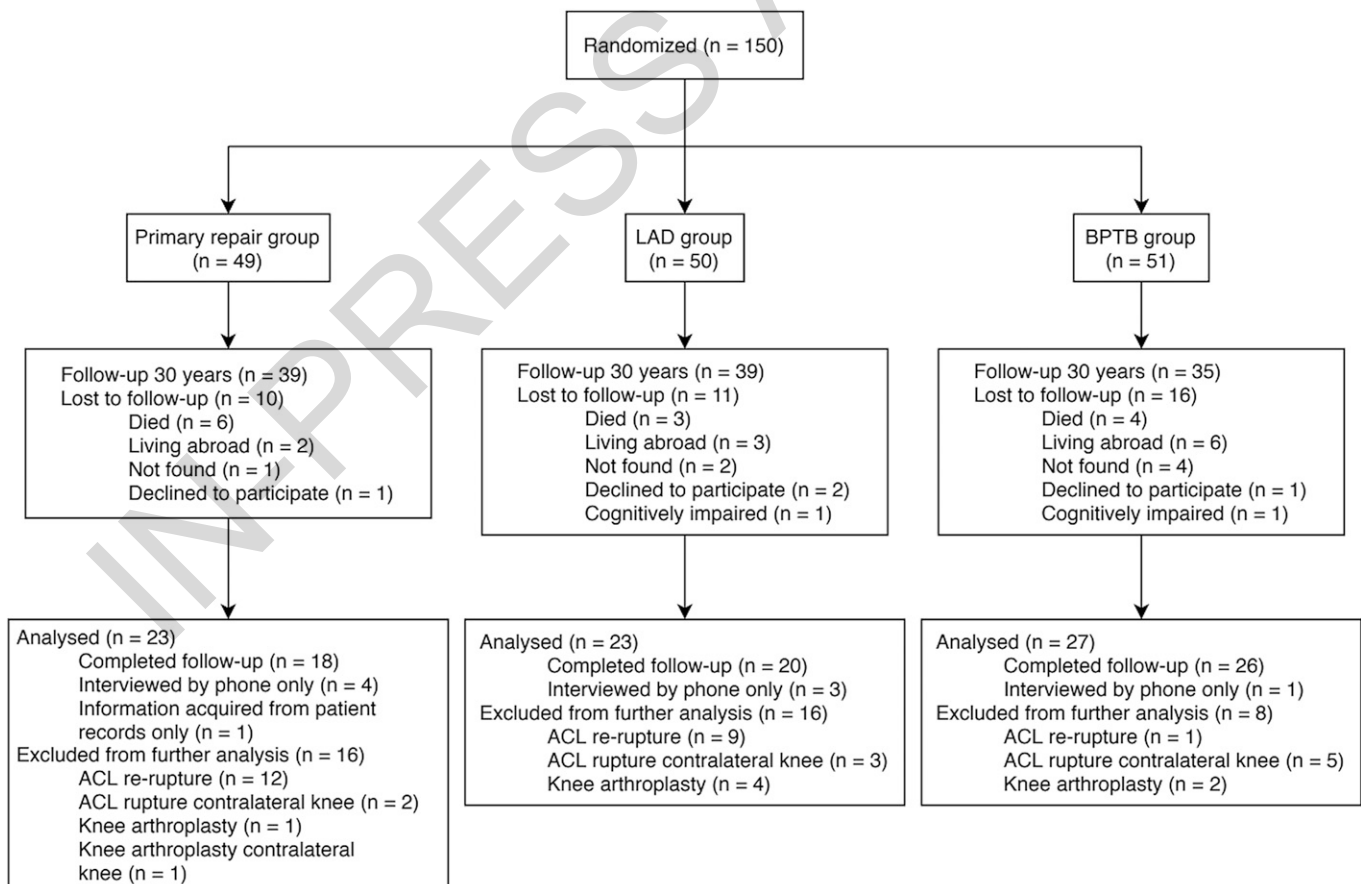 Randomized (n = 150)
Primary repair group
(n = 49)
LAD group
(n = 50)
BPTB group
(n = 51)
Follow-up 30 years (n = 39)
Lost to follow-up (n = 10)
Died (n = 6)
Living abroad (n = 2)
Not found (n = 1)
Declined to participate (n = 1)
Follow-up 30 years (n = 39)
Lost to follow-up (n = 11)
Died (n = 3)
Living abroad (n = 3)
Not found (n = 2)
Declined to participate (n = 2)
Cognitively impaired (n = 1)
Follow-up 30 years (n = 35)
Lost to follow-up (n = 16)
Died (n = 4)
Living abroad (n = 6)
Not found (n = 4)
Declined to participate (n = 1)
Cognitively impaired (n = 1)
Analysed (n = 23)
Completed follow-up (n = 18)
Interviewed by phone only (n = 4)
Information acquired from patient
records only (n = 1)
Excluded from further analysis (n = 16)
ACL re-rupture (n = 12)
ACL rupture contralateral knee (n = 2)
Knee arthroplasty (n = 1)
Knee arthroplasty contralateral
knee (n = 1)
Analysed (n = 23)
Completed follow-up (n = 20)
Interviewed by phone only (n = 3)
Excluded from further analysis (n = 16)
ACL re-rupture (n = 9)
ACL rupture contralateral knee (n = 3)
Knee arthroplasty (n = 4)
Analysed (n = 27)
Completed follow-up (n = 26)
Interviewed by phone only (n = 1)
Excluded from further analysis (n = 8)
ACL re-rupture (n = 1)
ACL rupture contralateral knee (n = 5)
Knee arthroplasty (n = 2)
IN-PRESS